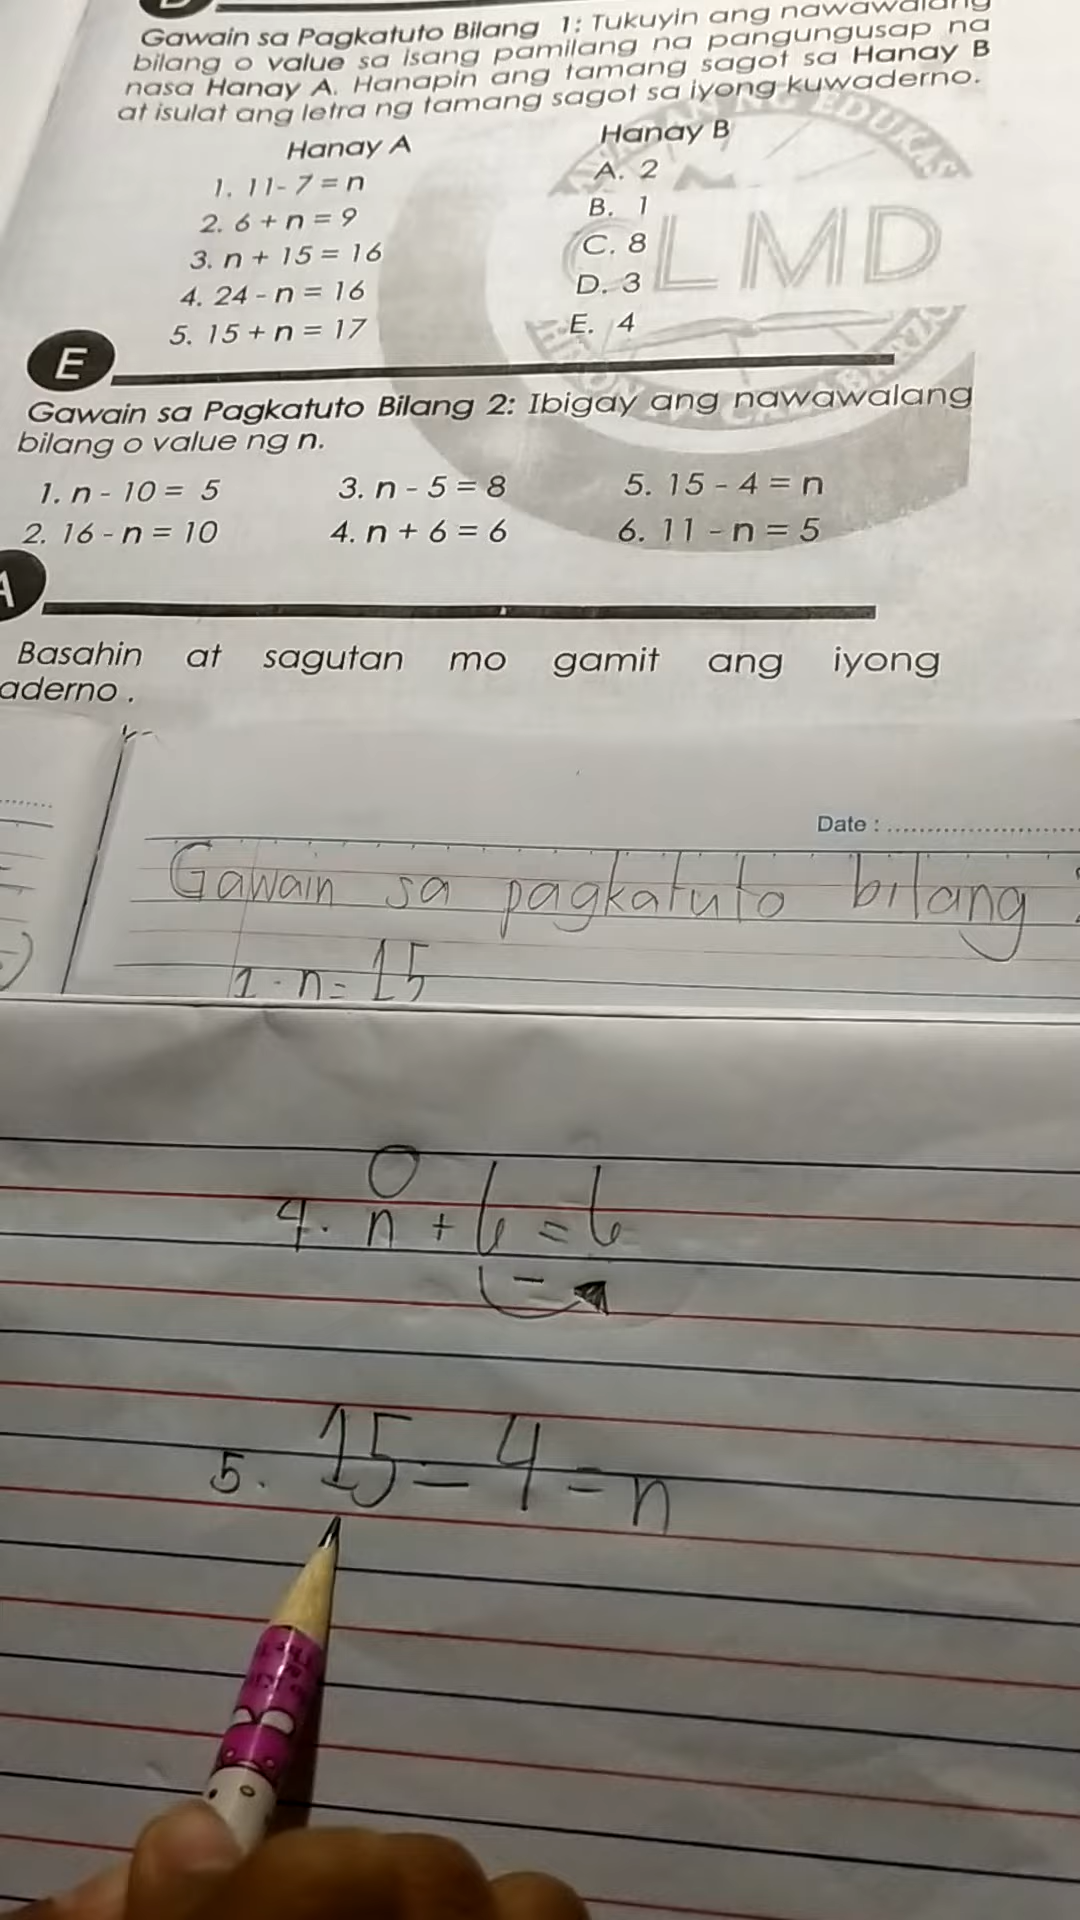 Gawain sa Pagkatuto Bilang 1: Tukuyin ang nawawalang
bilang o value sa isang pamilang na pangungusap na
nasa Hanay A. Hanapin ang tamang sagot sa Hanay B
at isulat ang letra ng tamang sagot sa iyong kuwaderno.
Hanay A
1. 11- 7 = n
2. 6 + n = 9
3. n + 15 = 16
4. 24 - n = 16
5. 15 + n = 17
Hanay B
A. 2
B. 1
C. 8
D. 3
E. 4
CLMD
E
Gawain sa Pagkatuto Bilang 2: Ibigay ang nawawalang
bilang o value ng n.
1. n - 10 = 5
2. 16 - n = 10
3. n - 5 = 8
4. n + 6 = 6
5. 15 - 4 = n
6. 11 - n = 5
A
Basahin at sagutan mo gamit ang iyong
aderno .
Date :
Gawain sa pagkatuto bilang
1. n = 15
0
4. n + 6 = 6
-
5. 15 - 4 = n